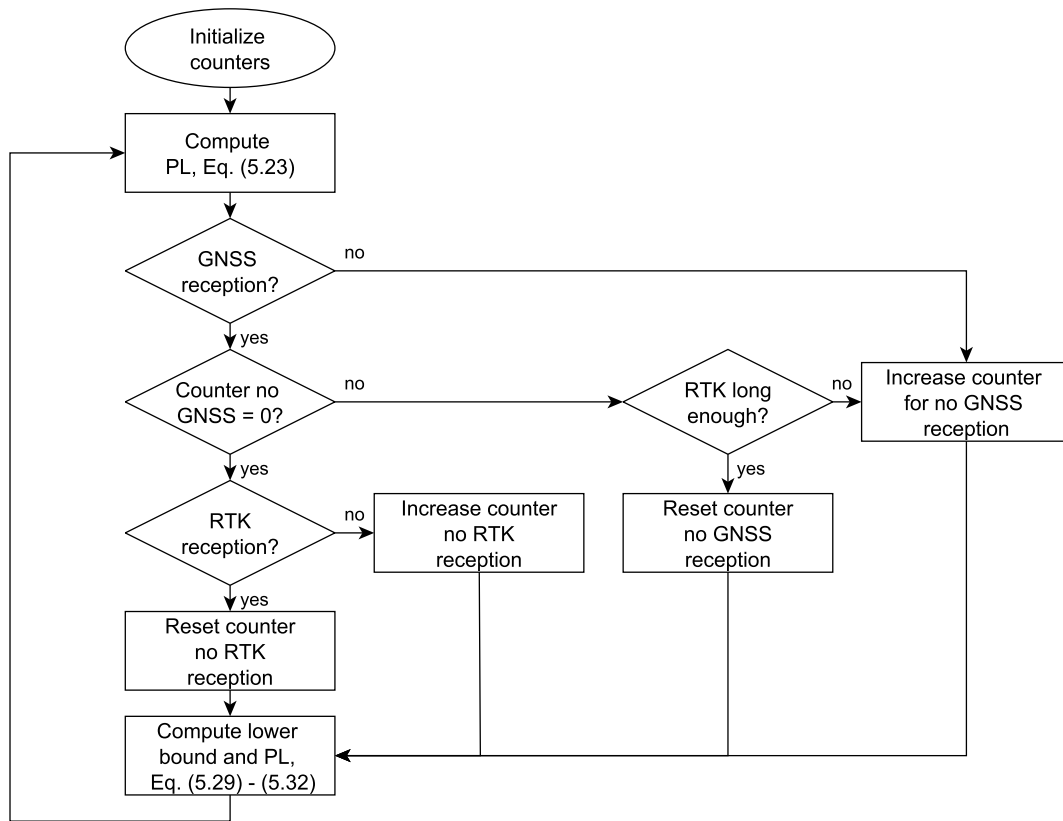 Initialize
counters
Compute
PL, Eq. (5.23)
GNSS
reception?
no
yes
Counter no
GNSS = 0?
no
yes
RTK long
enough?
no
yes
Increase counter
for no GNSS
reception
RTK
reception?
no
yes
Increase counter
no RTK
reception
Reset counter
no GNSS
reception
Reset counter
no RTK
reception
Compute lower
bound and PL,
Eq. (5.29) - (5.32)